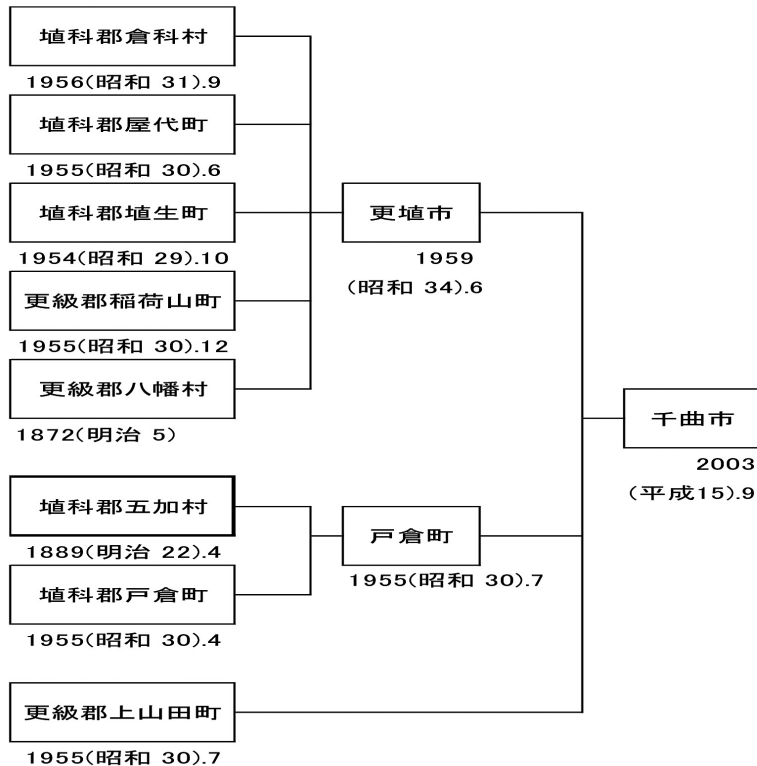 埴科郡倉科村
1956(昭和 31).9
埴科郡屋代町
1955(昭和 30).6
埴科郡埴生町
1954(昭和 29).10
更級郡稲荷山町
1955(昭和 30).12
更級郡八幡村
1872(明治 5)
更埴市
1959
(昭和 34).6
埴科郡五加村
1889(明治 22).4
埴科郡戸倉町
1955(昭和 30).4
戸倉町
1955(昭和 30).7
更級郡上山田町
1955(昭和 30).7
千曲市
2003
(平成15).9